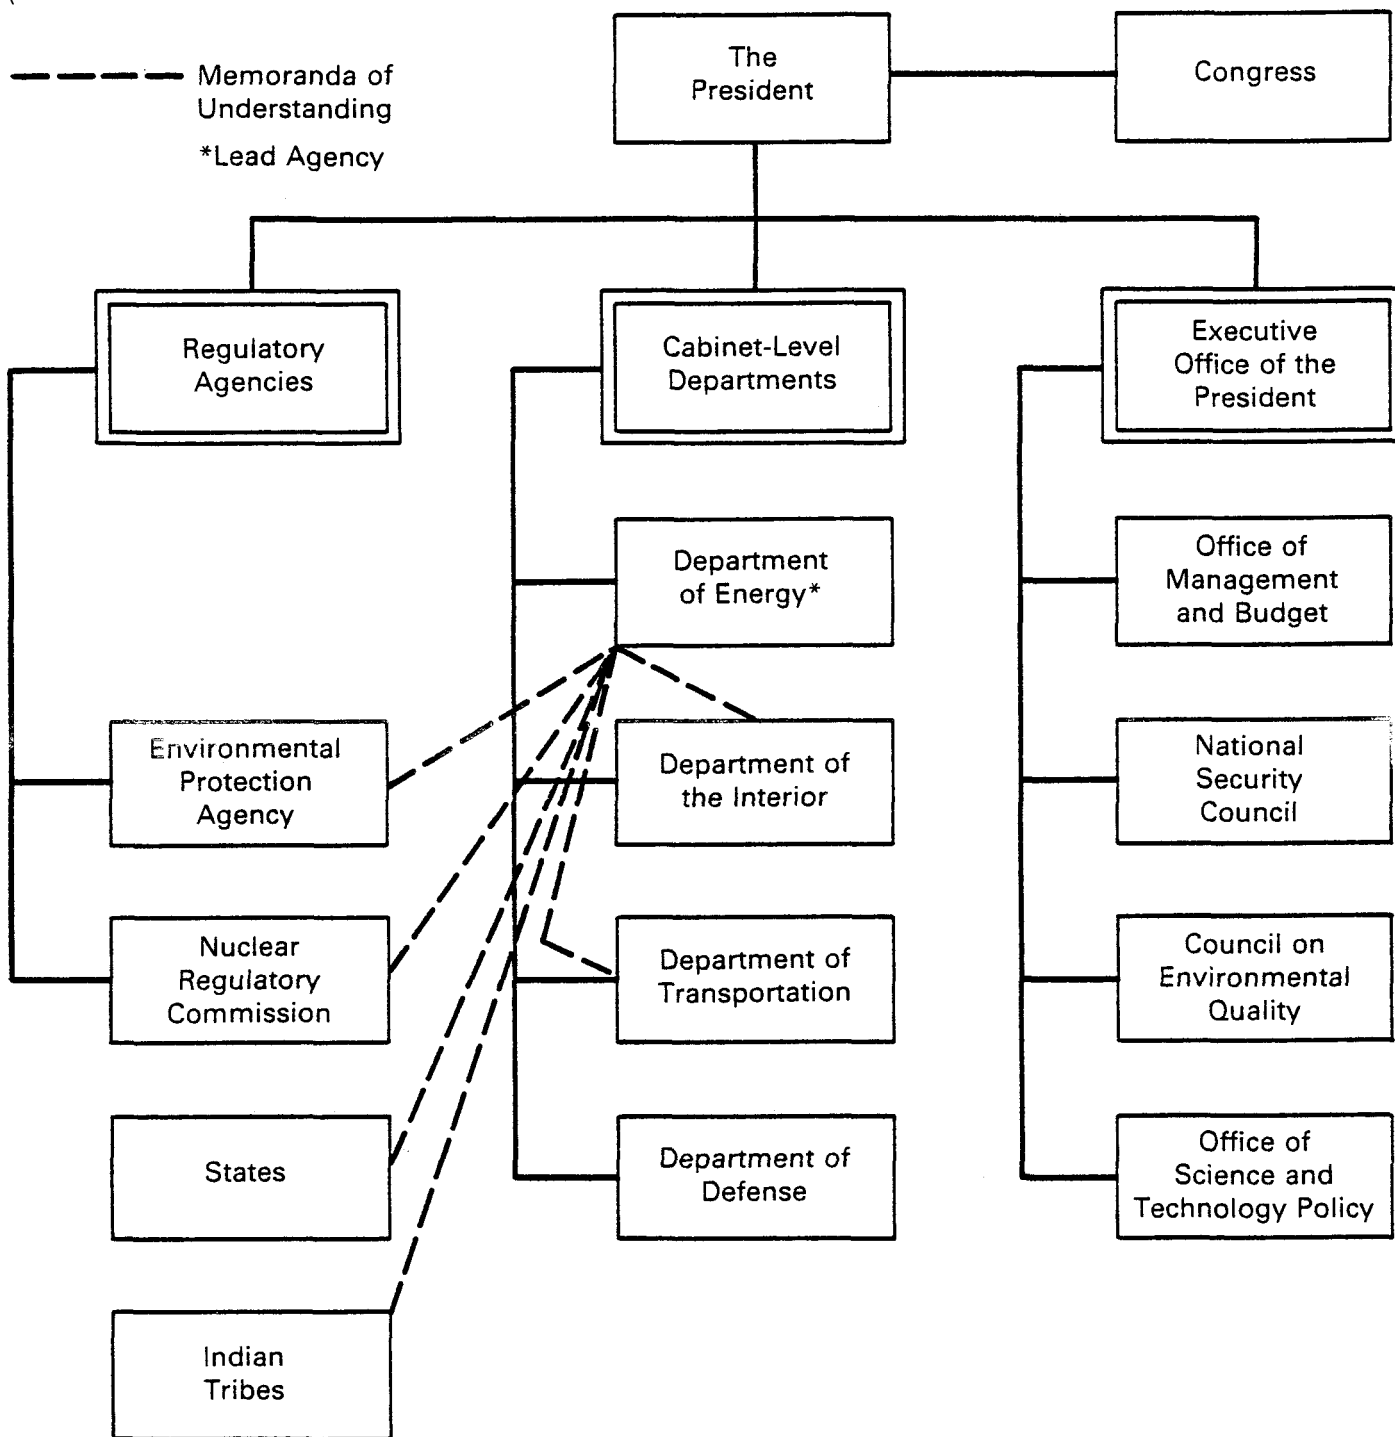 Memoranda of
Understanding
*Lead Agency
The
President
Congress
Regulatory
Agencies
Cabinet-Level
Departments
Executive
Office of the
President
Department
of Energy*
Office of
Management
and Budget
Environmental
Protection
Agency
Department of
the Interior
National
Security
Council
Nuclear
Regulatory
Commission
Department of
Transportation
Council on
Environmental
Quality
States
Department of
Defense
Office of
Science and
Technology Policy
Indian
Tribes